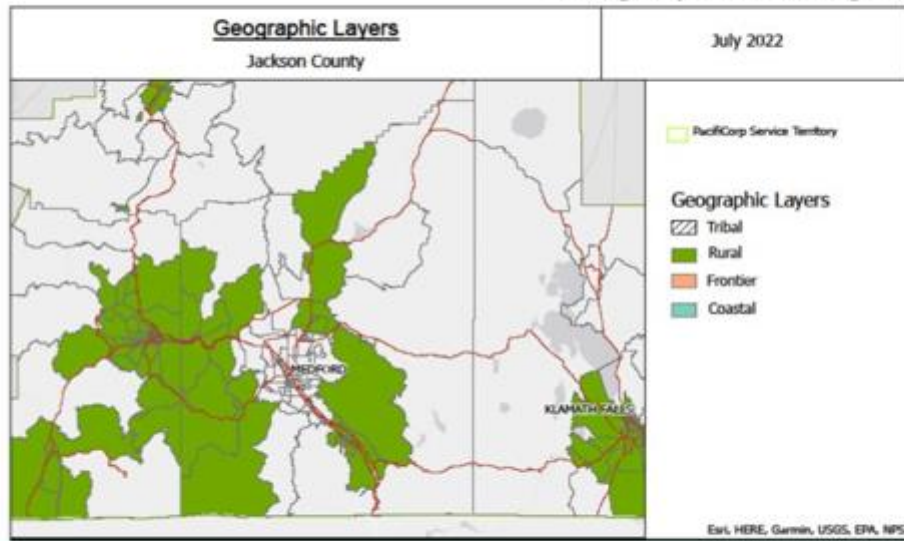 Geographic Layers
Jackson County
July 2022
PacifiCorp Service Territory
Geographic Layers
Tribal
Rural
Frontier
Coastal
MEDFORD
KLAMATH FALLS
Esri, HERE, Garmin, USGS, EPA, NPS